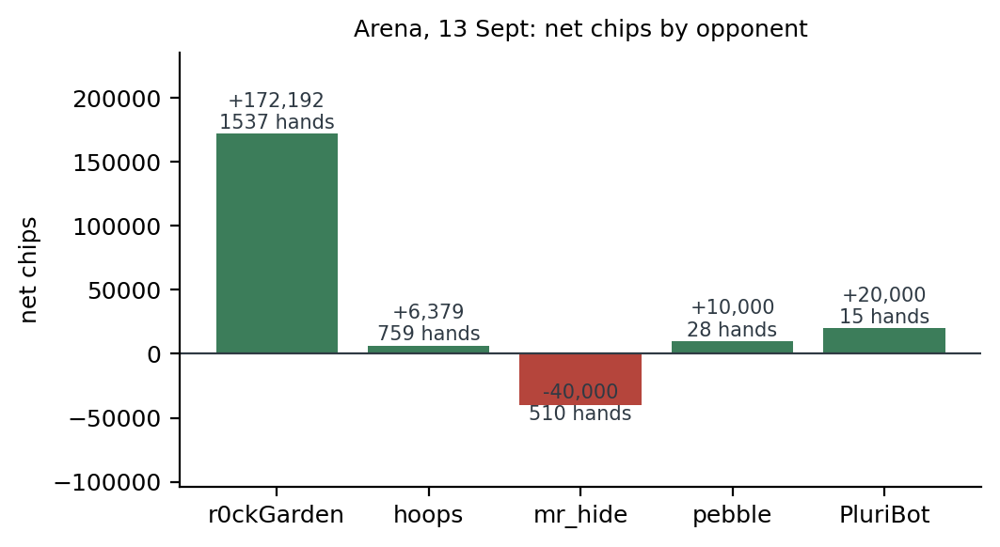 Arena, 13 Sept: net chips by opponent
net chips
200000
150000
100000
50000
0
−50000
−100000
+172,192
1537 hands
+6,379
759 hands
-40,000
510 hands
+10,000
28 hands
+20,000
15 hands
r0ckGarden
hoops
mr_hide
pebble
PluriBot